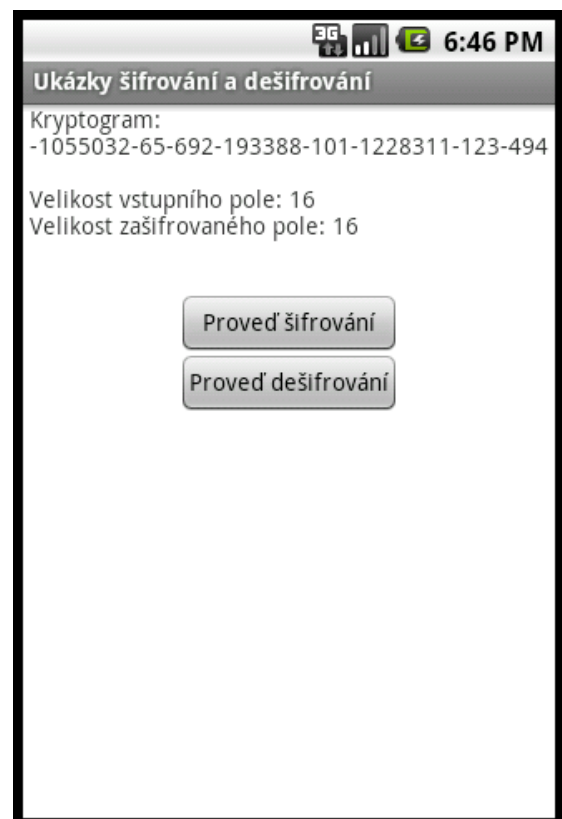 3G 6:46 PM
Ukázky šifrování a dešifrování
Kryptogram:
-1055032-65-692-193388-101-1228311-123-494
Velikost vstupního pole: 16
Velikost zašifrovaného pole: 16
Proveď šifrování
Proveď dešifrování